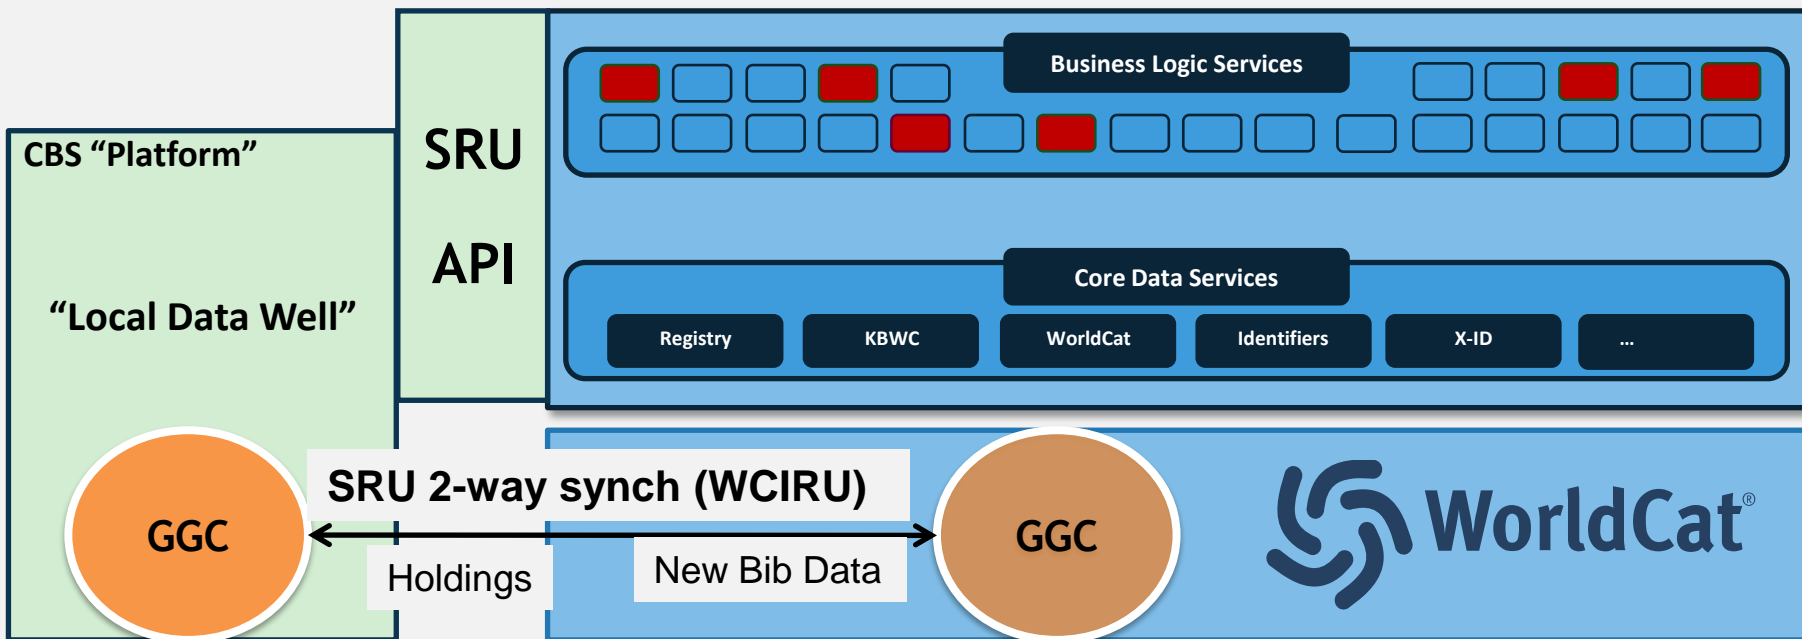 Business Logic Services
CBS “Platform”
SRU
API
“Local Data Well”
Core Data Services
Registry
KBWC
WorldCat
Identifiers
X-ID
...
SRU 2-way synch (WCIRU)
GGC
GGC
Holdings
New Bib Data
WorldCat®